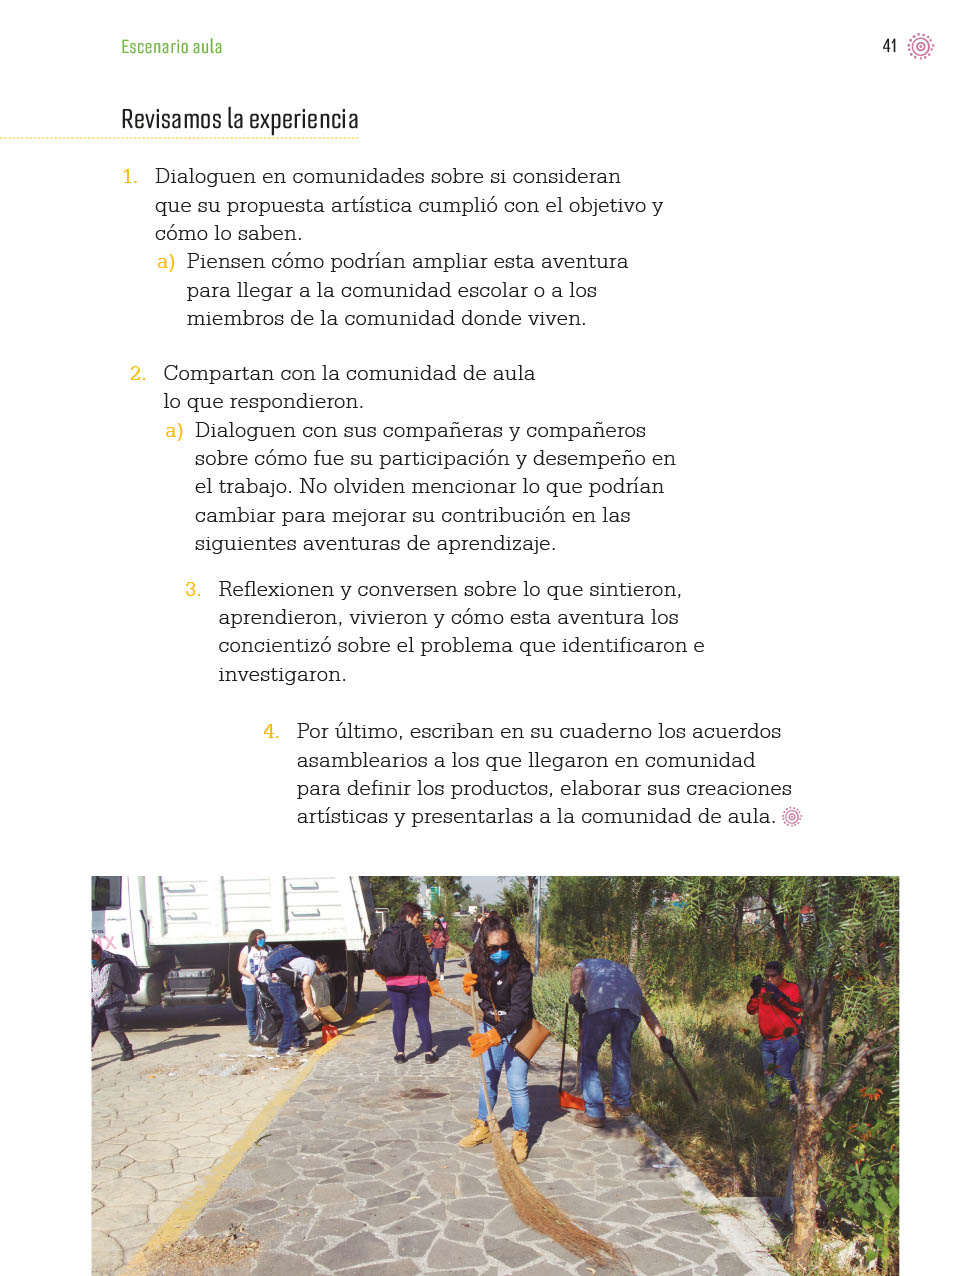 Escenario aula
41
Revisamos la experiencia
1. Dialoguen en comunidades sobre si consideran
que su propuesta artística cumplió con el objetivo y
cómo lo saben.
a) Piensen cómo podrían ampliar esta aventura
para llegar a la comunidad escolar o a los
miembros de la comunidad donde viven.
2. Compartan con la comunidad de aula
lo que respondieron.
a) Dialoguen con sus compañeras y compañeros
sobre cómo fue su participación y desempeño en
el trabajo. No olviden mencionar lo que podrían
cambiar para mejorar su contribución en las
siguientes aventuras de aprendizaje.
3. Reflexionen y conversen sobre lo que sintieron,
aprendieron, vivieron y cómo esta aventura los
concientizó sobre el problema que identificaron e
investigaron.
4. Por último, escriban en su cuaderno los acuerdos
asamblearios a los que llegaron en comunidad
para definir los productos, elaborar sus creaciones
artísticas y presentarlas a la comunidad de aula.